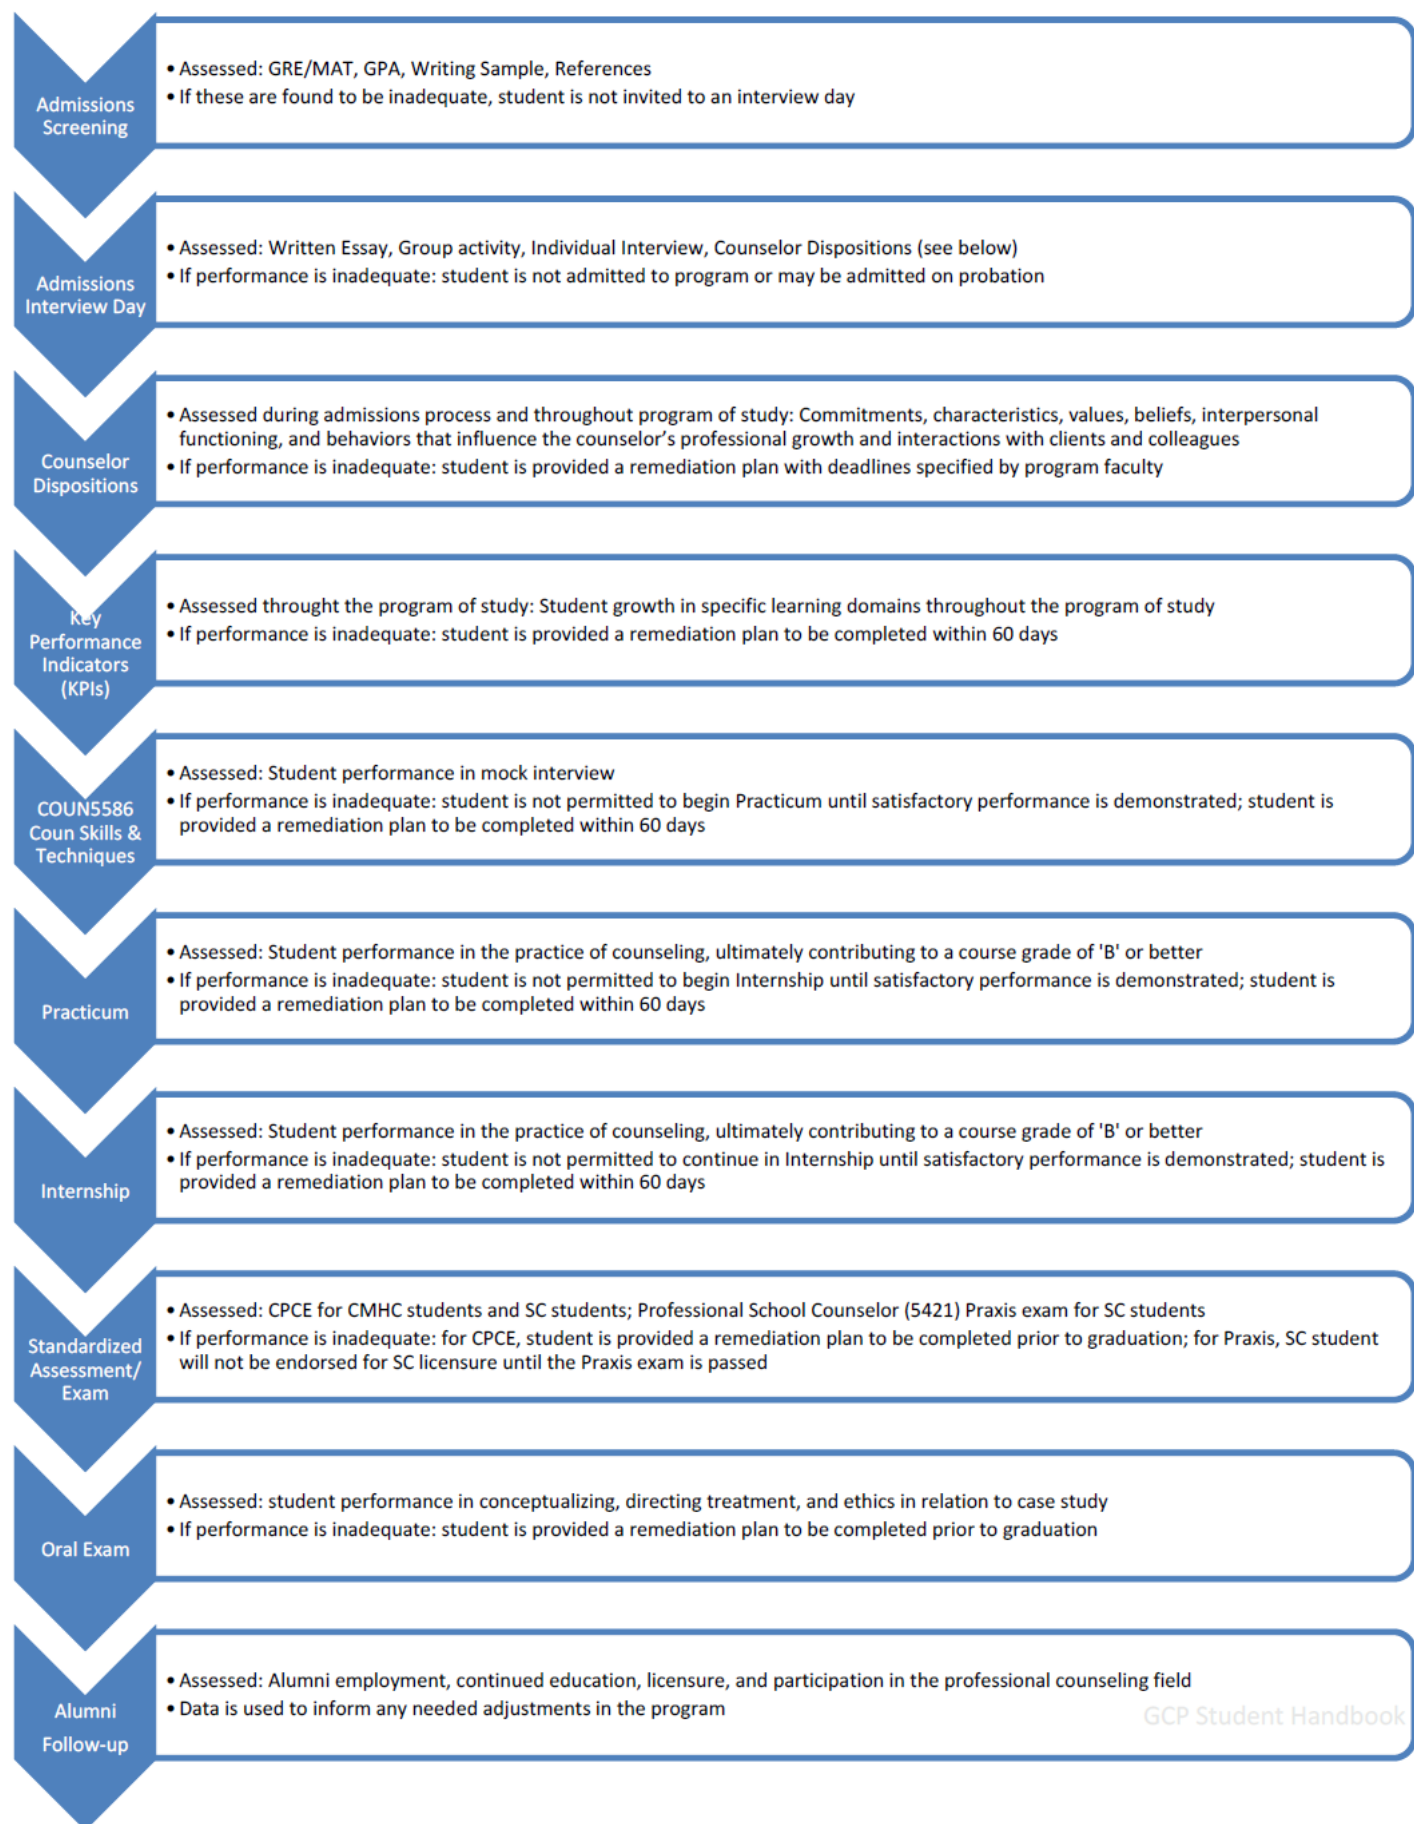 Admissions
Screening
• Assessed: GRE/MAT, GPA, Writing Sample, References
• If these are found to be inadequate, student is not invited to an interview day
Admissions
Interview Day
• Assessed: Written Essay, Group activity, Individual Interview, Counselor Dispositions (see below)
• If performance is inadequate: student is not admitted to program or may be admitted on probation
Counselor
Dispositions
• Assessed during admissions process and throughout program of study: Commitments, characteristics, values, beliefs, interpersonal
functioning, and behaviors that influence the counselor's professional growth and interactions with clients and colleagues
• If performance is inadequate: student is provided a remediation plan with deadlines specified by program faculty
Key
Performance
Indicators
(KPIs)
• Assessed throught the program of study: Student growth in specific learning domains throughout the program of study
• If performance is inadequate: student is provided a remediation plan to be completed within 60 days
COUN5586
Coun Skills &
Techniques
• Assessed: Student performance in mock interview
• If performance is inadequate: student is not permitted to begin Practicum until satisfactory performance is demonstrated; student is
provided a remediation plan to be completed within 60 days
Practicum
• Assessed: Student performance in the practice of counseling, ultimately contributing to a course grade of 'B' or better
• If performance is inadequate: student is not permitted to begin Internship until satisfactory performance is demonstrated; student is
provided a remediation plan to be completed within 60 days
Internship
• Assessed: Student performance in the practice of counseling, ultimately contributing to a course grade of 'B' or better
• If performance is inadequate: student is not permitted to continue in Internship until satisfactory performance is demonstrated; student is
provided a remediation plan to be completed within 60 days
Standardized
Assessment/
Exam
• Assessed: CPCE for CMHC students and SC students; Professional School Counselor (5421) Praxis exam for SC students
• If performance is inadequate: for CPCE, student is provided a remediation plan to be completed prior to graduation; for Praxis, SC student
will not be endorsed for SC licensure until the Praxis exam is passed
Oral Exam
• Assessed: student performance in conceptualizing, directing treatment, and ethics in relation to case study
• If performance is inadequate: student is provided a remediation plan to be completed prior to graduation
Alumni
Follow-up
• Assessed: Alumni employment, continued education, licensure, and participation in the professional counseling field
• Data is used to inform any needed adjustments in the program
GCP Student Handbook